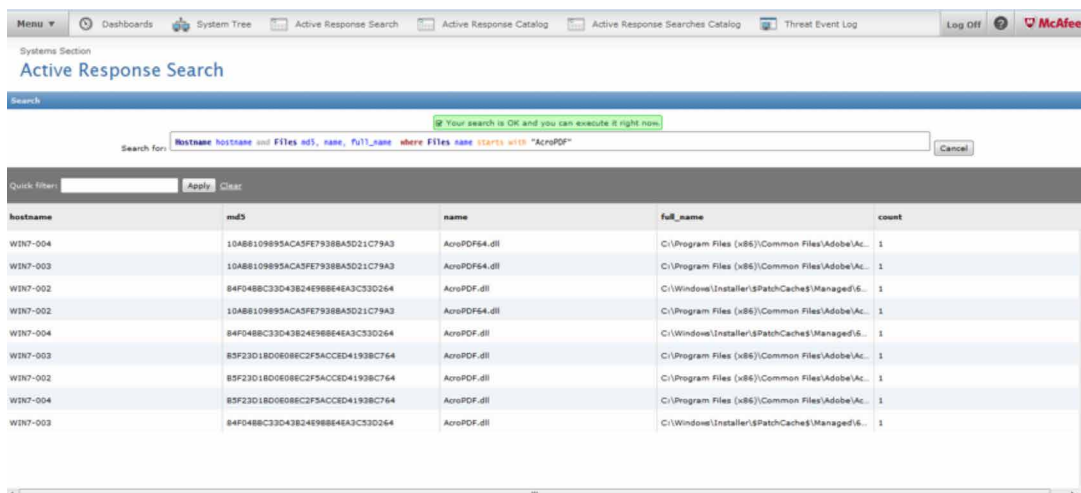 Menu ▼ Dashboards System Tree Active Response Search Active Response Catalog Active Response Searches Catalog Threat Event Log Log Off ? McAfee
Systems Section
Active Response Search
Search
Your search is OK and you can execute it right now.
Search for: Hostname hostname and Files md5, name, full_name where Files name starts with "AcroPDF" Cancel
Quick filter: Apply Clear
hostname md5 name full_name count
WIN7-004 10AB8109895ACA5FE7938BA5D21C79A3 AcroPDF64.dll C:\Program Files (x86)\Common Files\Adobe\Ac... 1
WIN7-003 10AB8109895ACA5FE7938BA5D21C79A3 AcroPDF64.dll C:\Program Files (x86)\Common Files\Adobe\Ac... 1
WIN7-002 84F04BBC33D43B24E9BBE4EA3C53D264 AcroPDF.dll C:\Windows\Installer\$PatchCache$\Managed\6... 1
WIN7-002 10AB8109895ACA5FE7938BA5D21C79A3 AcroPDF64.dll C:\Program Files (x86)\Common Files\Adobe\Ac... 1
WIN7-004 84F04BBC33D43B24E9BBE4EA3C53D264 AcroPDF.dll C:\Windows\Installer\$PatchCache$\Managed\6... 1
WIN7-003 B5F23D1BD0E08EC2F5ACCED4193BC764 AcroPDF.dll C:\Program Files (x86)\Common Files\Adobe\Ac... 1
WIN7-002 B5F23D1BD0E08EC2F5ACCED4193BC764 AcroPDF.dll C:\Program Files (x86)\Common Files\Adobe\Ac... 1
WIN7-004 B5F23D1BD0E08EC2F5ACCED4193BC764 AcroPDF.dll C:\Program Files (x86)\Common Files\Adobe\Ac... 1
WIN7-003 84F04BBC33D43B24E9BBE4EA3C53D264 AcroPDF.dll C:\Windows\Installer\$PatchCache$\Managed\6... 1